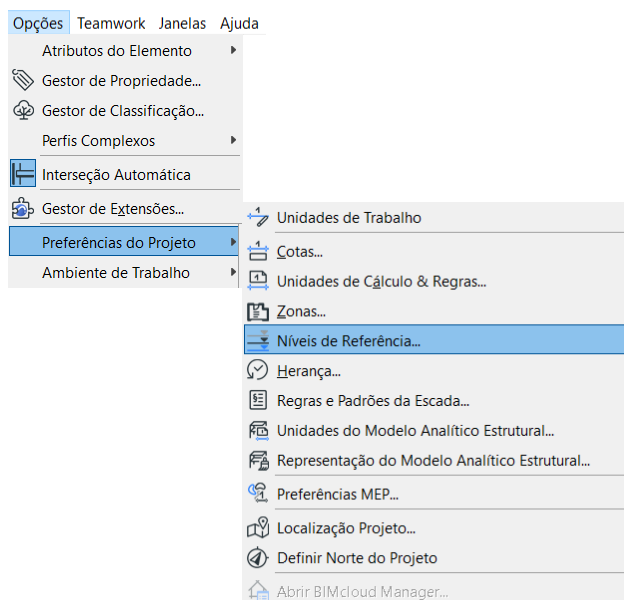 Opções Teamwork Janelas Ajuda
Atributos do Elemento
Gestor de Propriedade...
Gestor de Classificação...
Perfis Complexos
Interseção Automática
Gestor de Extensões...
Preferências do Projeto
Ambiente de Trabalho
Unidades de Trabalho
Cotas...
Unidades de Cálculo & Regras...
Zonas...
Níveis de Referência...
Herança...
Regras e Padrões da Escada...
Unidades do Modelo Analítico Estrutural...
Representação do Modelo Analítico Estrutural...
Preferências MEP...
Localização Projeto...
Definir Norte do Projeto
Abrir BIMcloud Manager...